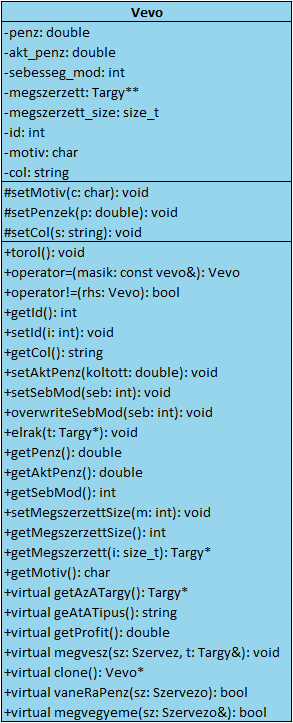 Vevo
-penz: double
-akt_penz: double
-sebesseg_mod: int
-megszerzett: Targy**
-megszerzett_size: size_t
-id: int
-motiv: char
-col: string
#setMotiv(c: char): void
#setPenzek(p: double): void
#setCol(s: string): void
+torol(): void
+operator=(masik: const vevo&): Vevo
+operator!=(rhs: Vevo): bool
+getId(): int
+setId(i: int): void
+getCol(): string
+setAktPenz(koltott: double): void
+setSebMod(seb: int): void
+overwriteSebMod(seb: int): void
+elrak(t: Targy*): void
+getPenz(): double
+getAktPenz(): double
+getSebMod(): int
+setMegszerzettSize(m: int): void
+getMegszerzettSize(): int
+getMegszerzett(i: size_t): Targy*
+getMotiv(): char
+virtual getAzATargy(): Targy*
+virtual geAtATipus(): string
+virtual getProfit(): double
+virtual megvesz(sz: Szervez, t: Targy&): void
+virtual clone(): Vevo*
+virtual vaneRaPenz(sz: Szervezo): bool
+virtual megvegyeme(sz: Szervezo&): bool